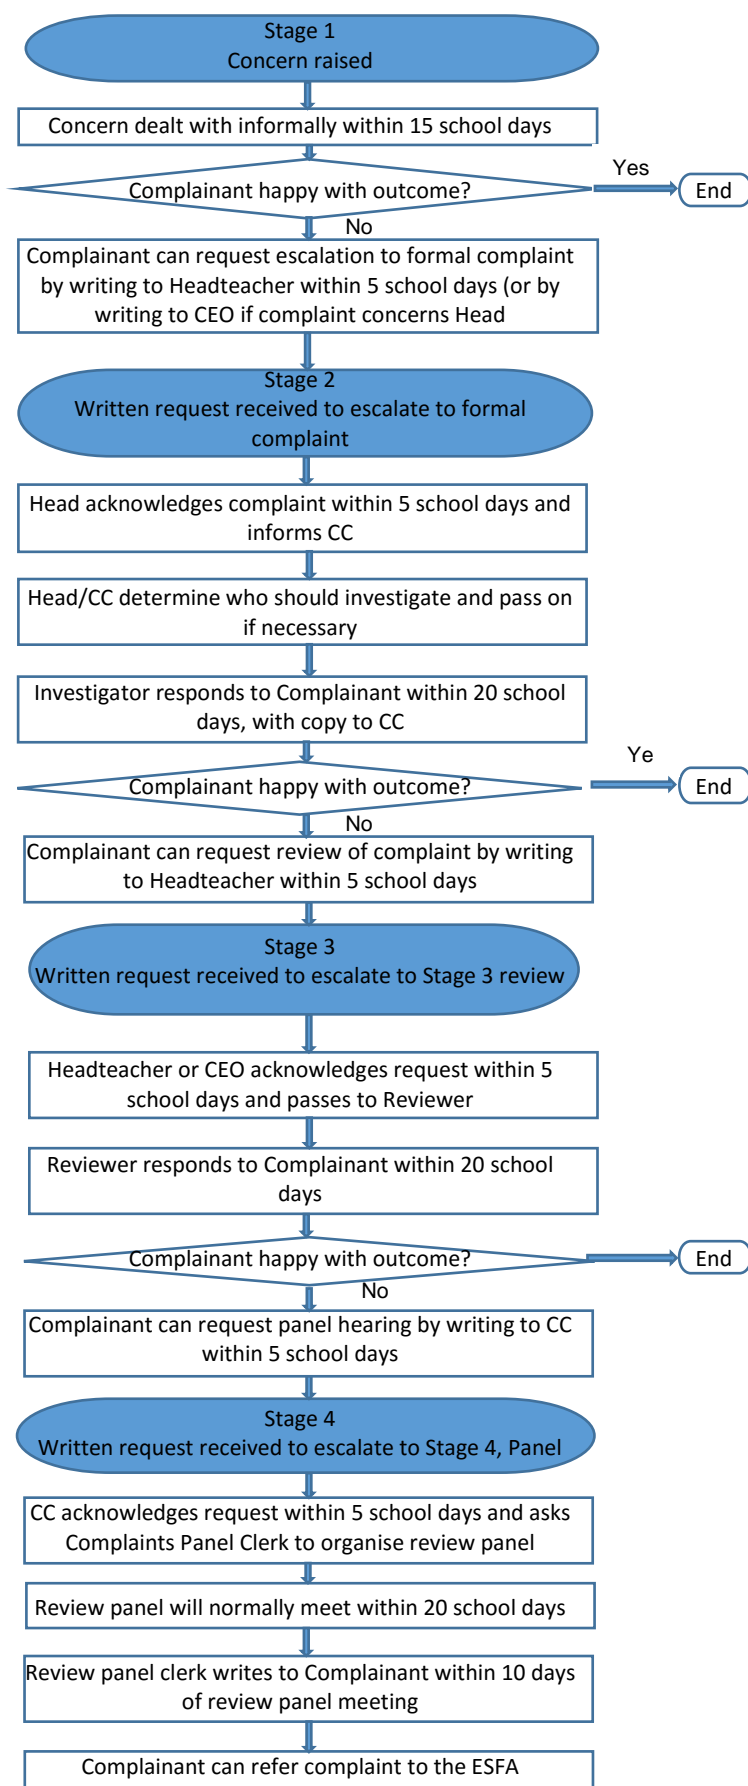 Stage 1
Concern raised
Concern dealt with informally within 15 school days
Complainant happy with outcome?
Yes
End
No
Complainant can request escalation to formal complaint
by writing to Headteacher within 5 school days (or by
writing to CEO if complaint concerns Head
Stage 2
Written request received to escalate to formal
complaint
Head acknowledges complaint within 5 school days and
informs CC
Head/CC determine who should investigate and pass on
if necessary
Investigator responds to Complainant within 20 school
days, with copy to CC
Complainant happy with outcome?
Ye
End
No
Complainant can request review of complaint by writing
to Headteacher within 5 school days
Stage 3
Written request received to escalate to Stage 3 review
Headteacher or CEO acknowledges request within 5
school days and passes to Reviewer
Reviewer responds to Complainant within 20 school
days
Complainant happy with outcome?
End
No
Complainant can request panel hearing by writing to CC
within 5 school days
Stage 4
Written request received to escalate to Stage 4, Panel
CC acknowledges request within 5 school days and asks
Complaints Panel Clerk to organise review panel
Review panel will normally meet within 20 school days
Review panel clerk writes to Complainant within 10 days
of review panel meeting
Complainant can refer complaint to the ESFA